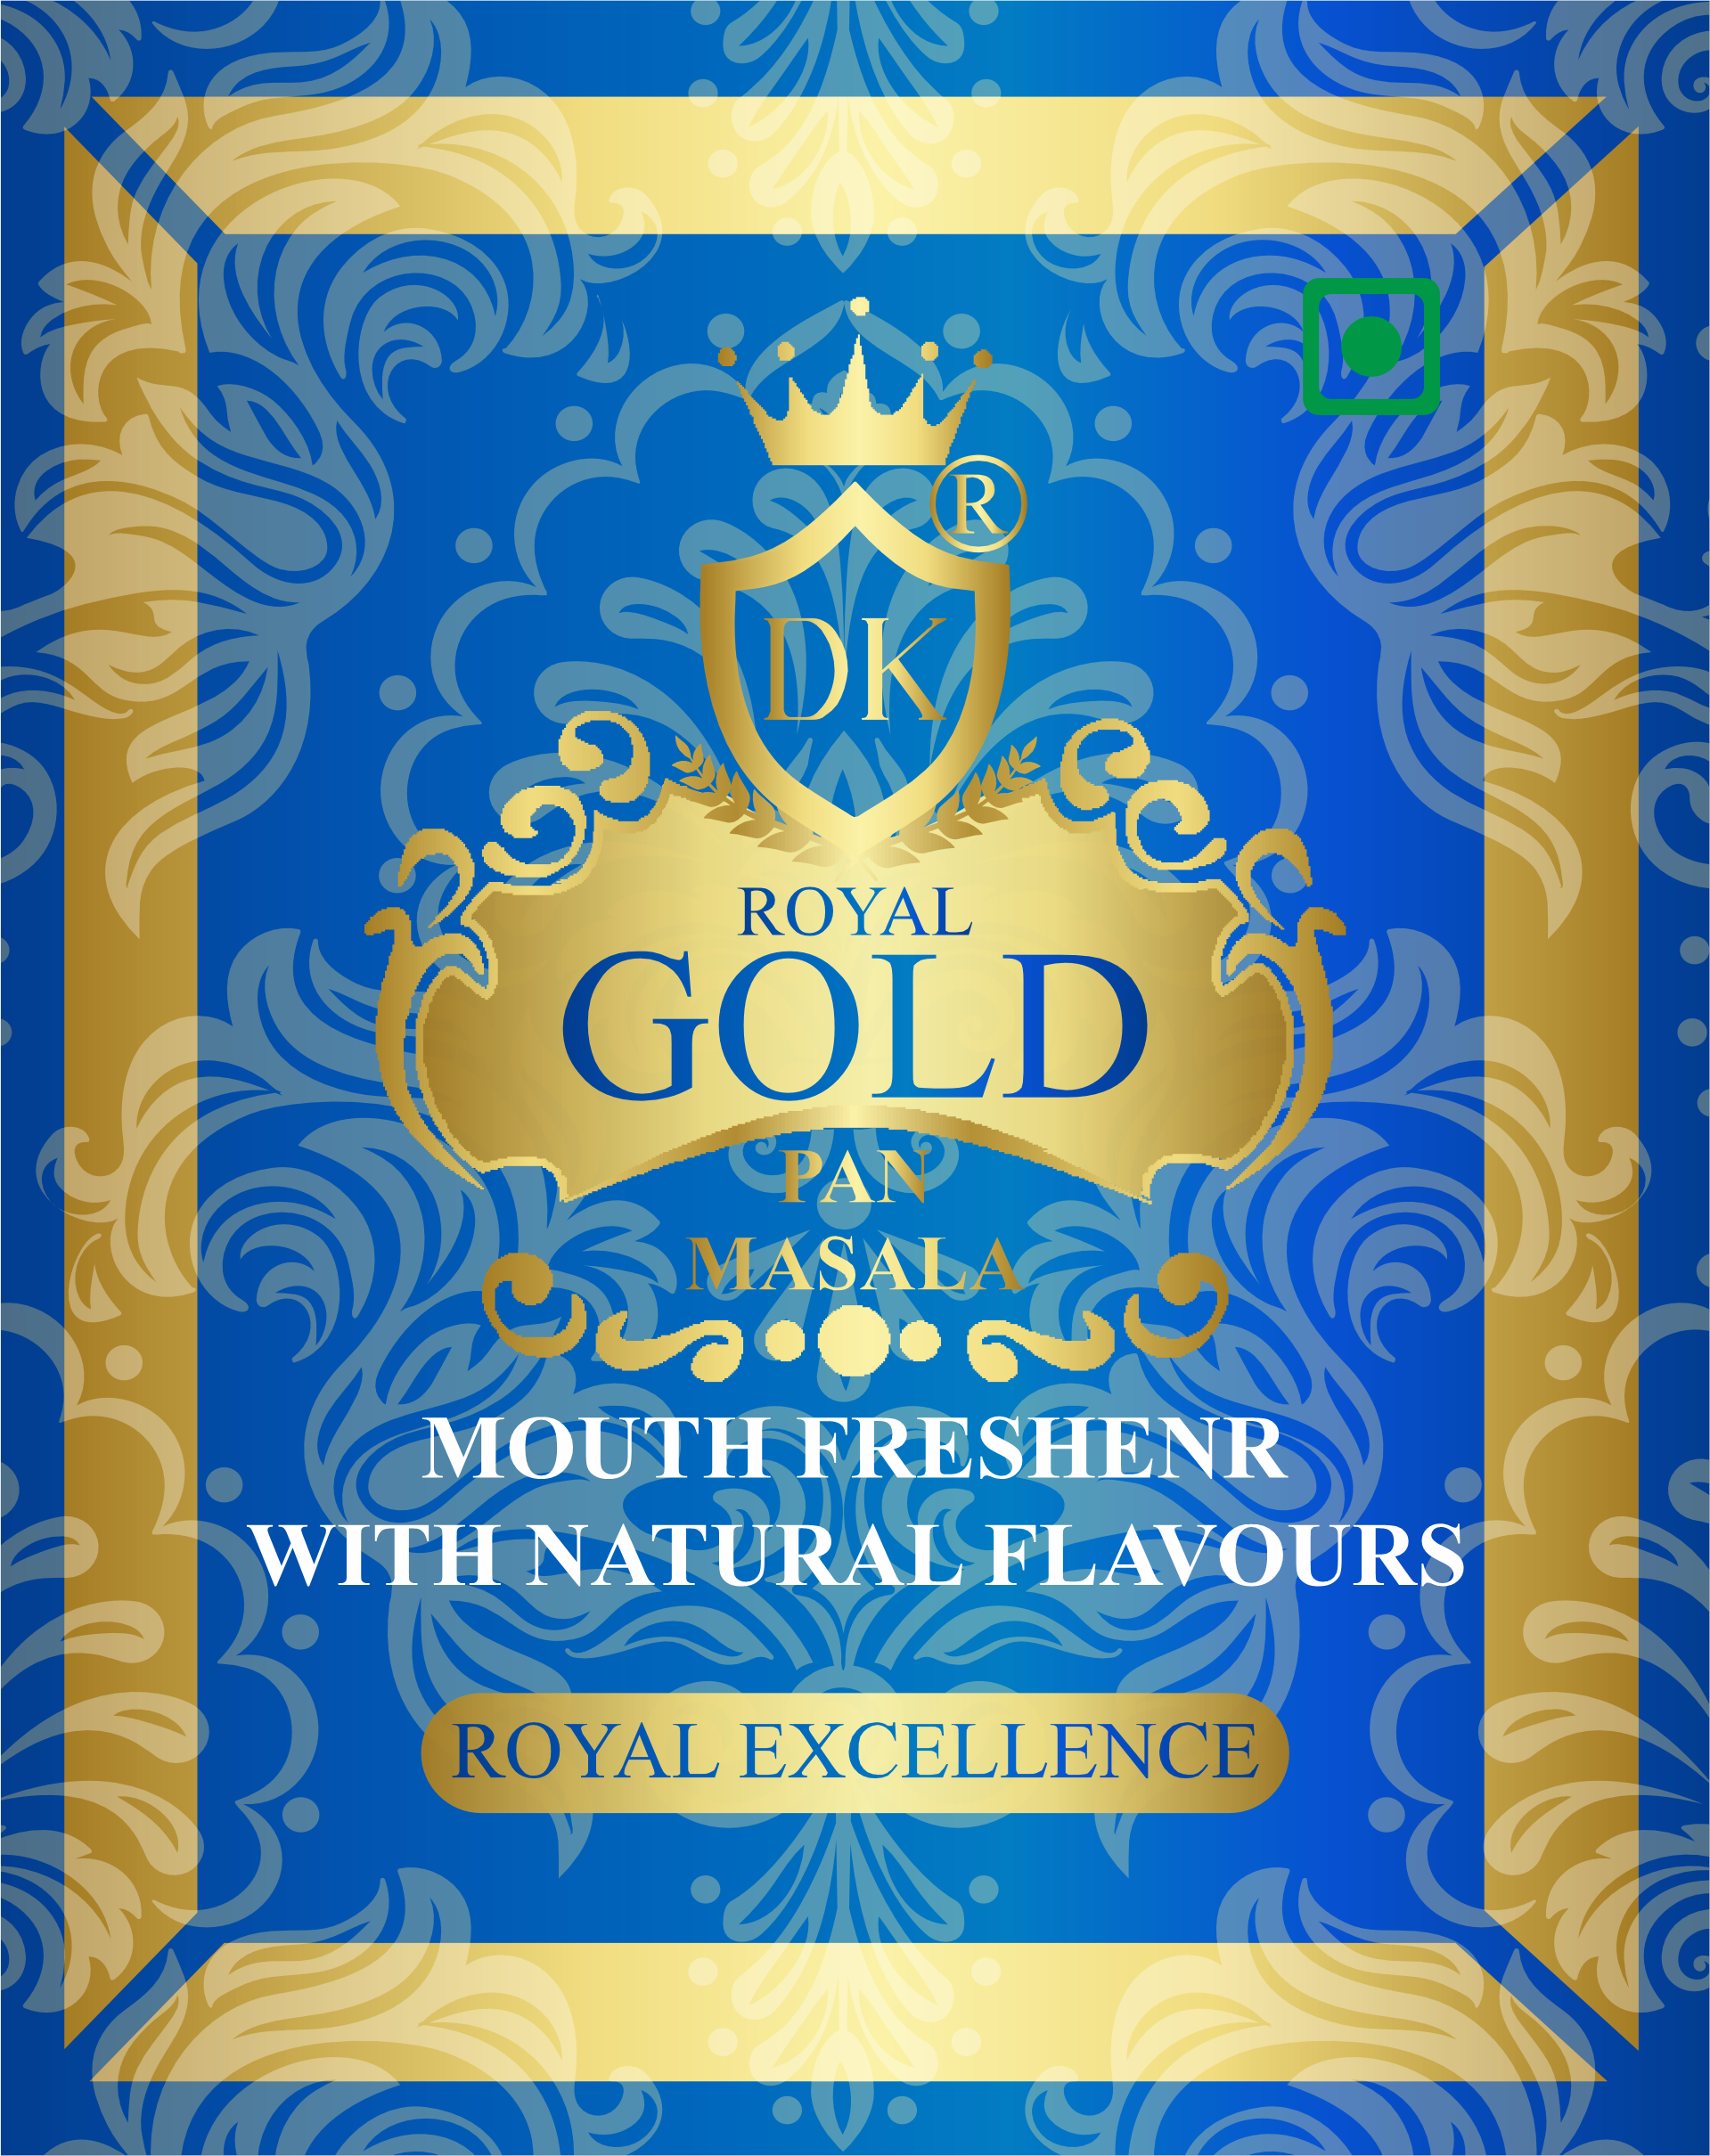 ®
DK
ROYAL
GOLD
PAN
MASALA
MOUTH FRESHENR
WITH NATURAL FLAVOURS
ROYAL EXCELLENCE